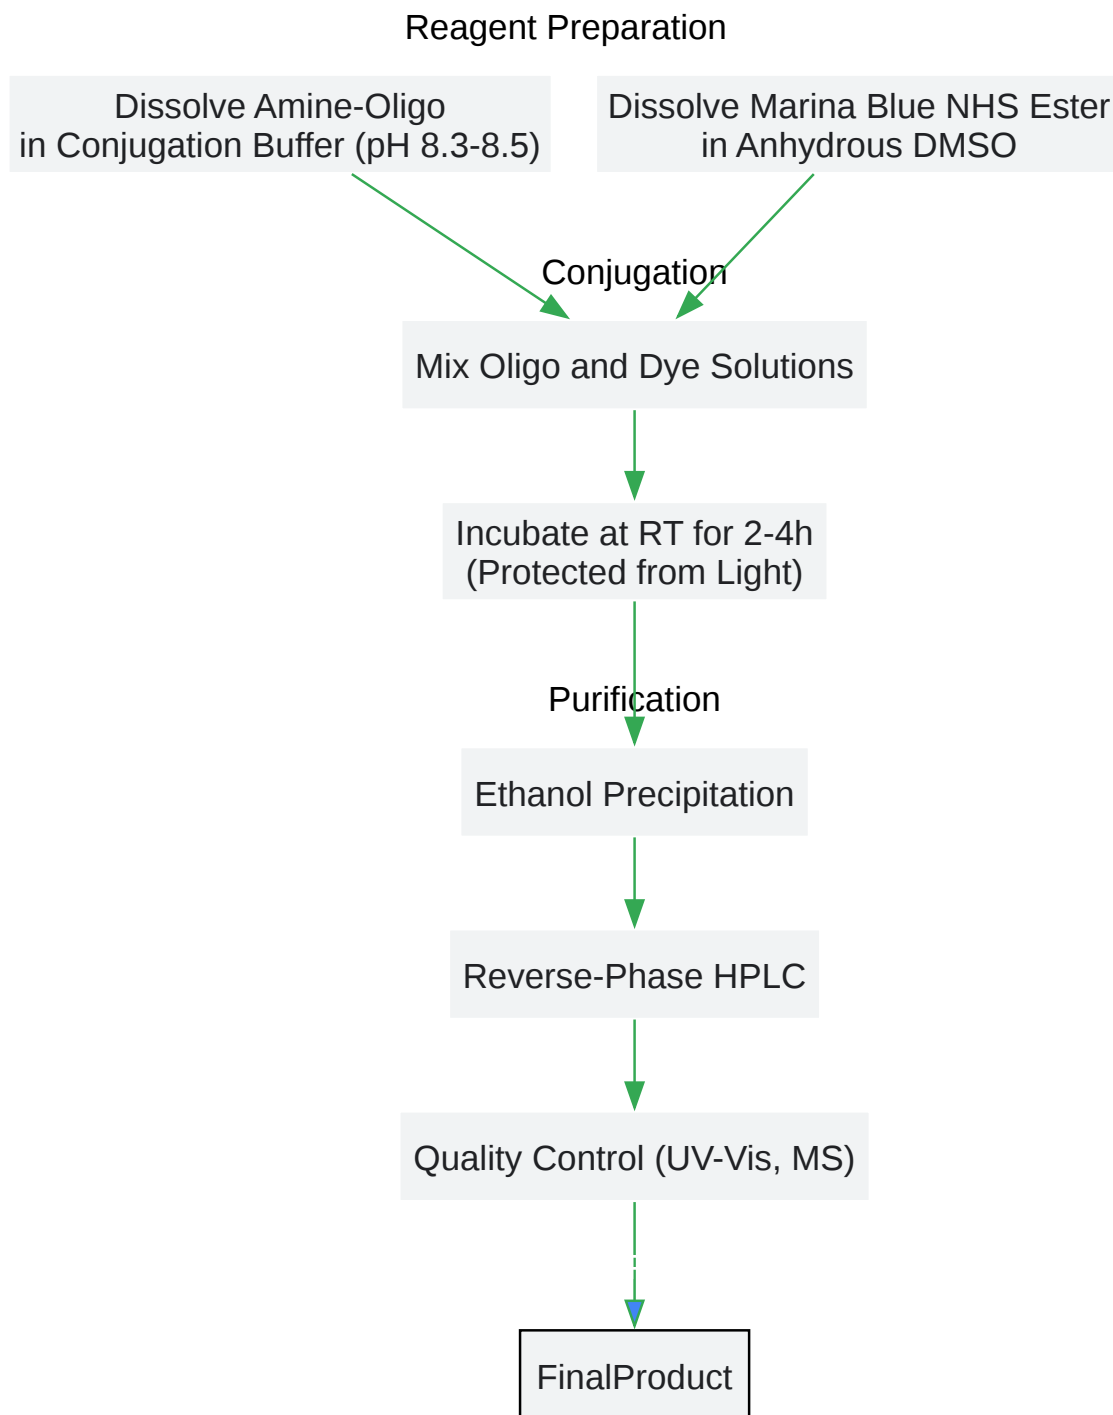 Reagent Preparation
Dissolve Amine-Oligo
in Conjugation Buffer (pH 8.3-8.5)
Dissolve Marina Blue NHS Ester
in Anhydrous DMSO
Conjugation
Mix Oligo and Dye Solutions
Incubate at RT for 2-4h
(Protected from Light)
Purification
Ethanol Precipitation
Reverse-Phase HPLC
Quality Control (UV-Vis, MS)
FinalProduct